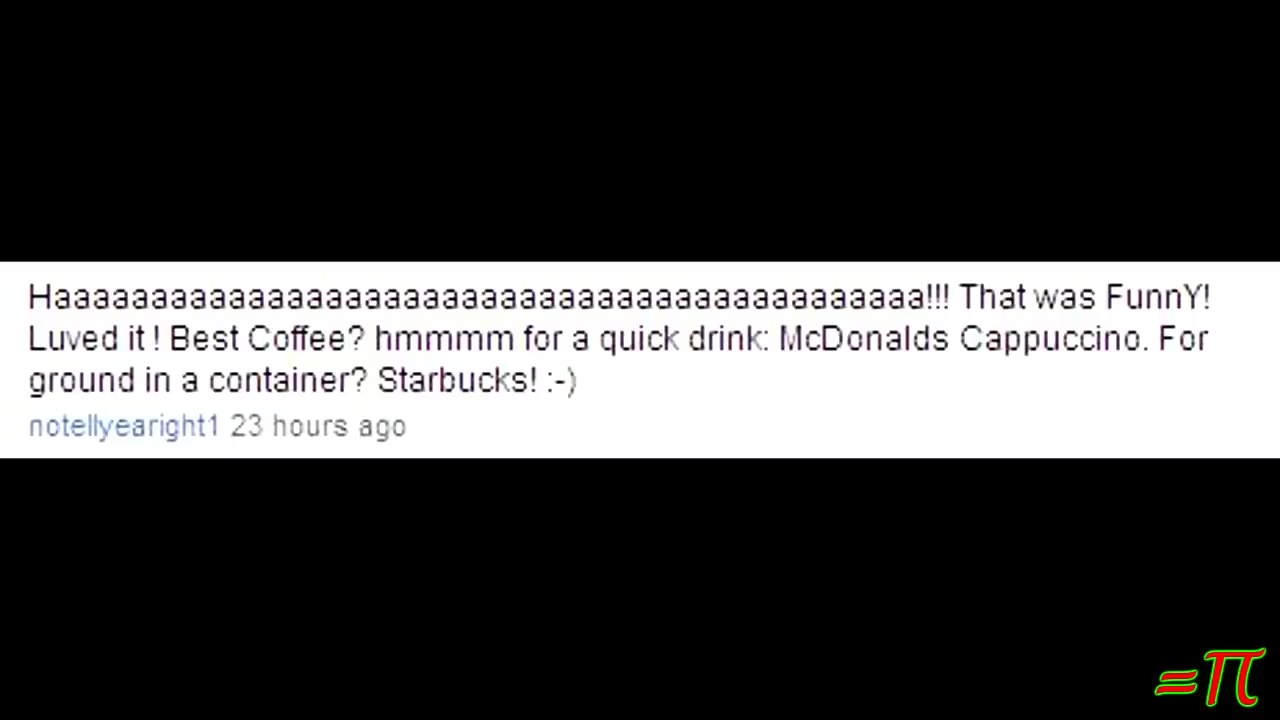 Haaaaaaaaaaaaaaaaaaaaaaaaaaaaaaaaaaaaaaaaaaaaa!!! That was FunnY!
Luved it ! Best Coffee? hmmmm for a quick drink: McDonalds Cappuccino. For
ground in a container? Starbucks! :-)
notellyearight1 23 hours ago
=π